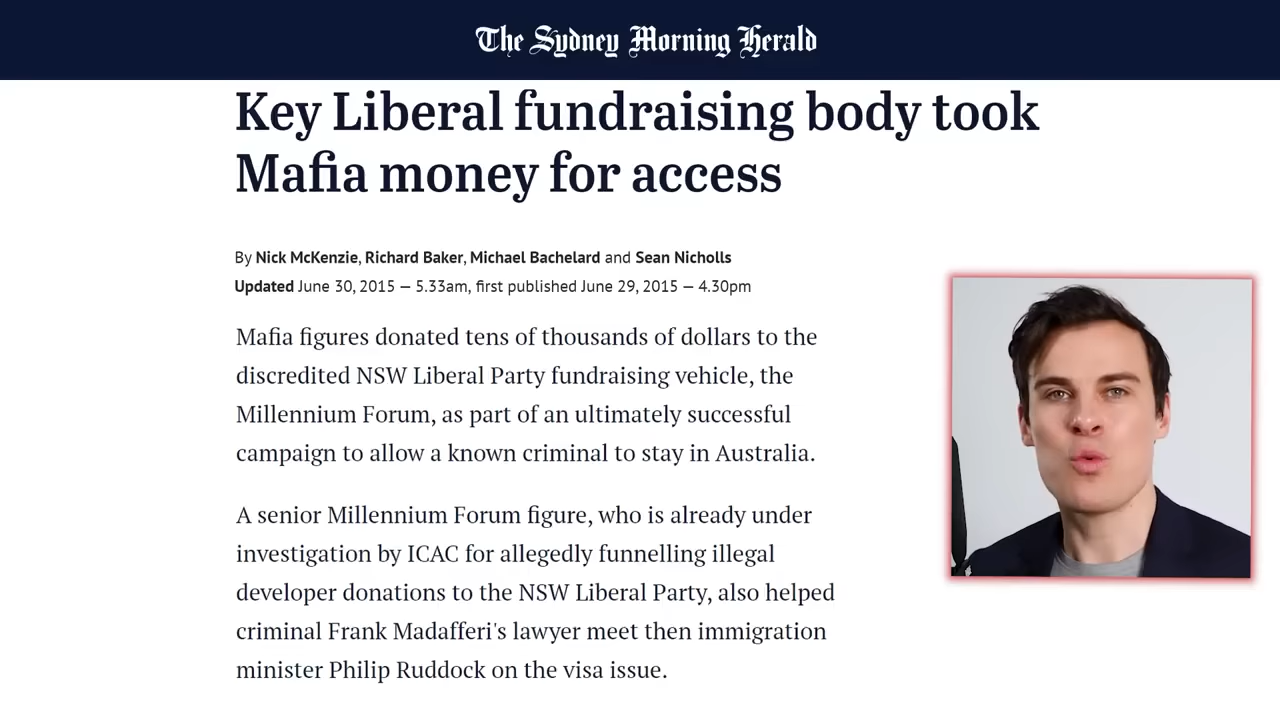 The Sydney Morning Herald
Key Liberal fundraising body took
Mafia money for access
By Nick McKenzie, Richard Baker, Michael Bachelard and Sean Nicholls
Updated June 30, 2015 — 5.33am, first published June 29, 2015 — 4.30pm
Mafia figures donated tens of thousands of dollars to the
discredited NSW Liberal Party fundraising vehicle, the
Millennium Forum, as part of an ultimately successful
campaign to allow a known criminal to stay in Australia.
A senior Millennium Forum figure, who is already under
investigation by ICAC for allegedly funnelling illegal
developer donations to the NSW Liberal Party, also helped
criminal Frank Madafferi's lawyer meet then immigration
minister Philip Ruddock on the visa issue.